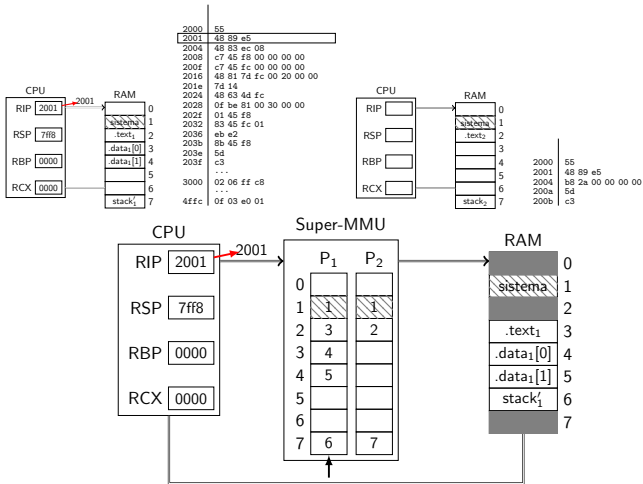 2000 55
2001 48 89 e5
2004 48 83 ec 08
2008 c7 45 f8 00 00 00 00
200f c7 45 fc 00 00 00 00
2016 48 81 7d fc 00 20 00 00
201e 7d 14
2024 48 63 4d fc
2028 0f be 81 00 30 00 00
202f 01 45 f8
2032 83 45 fc 01
2036 eb e2
203b 8b 45 f8
203e 5d
203f c3
...
3000 02 06 ff c8
...
4ffc 0f 03 e0 01
CPU
RIP 2001
RSP 7ff8
RBP 0000
RCX 0000
2001
RAM
0
sistema 1
.text₁ 2
.data₁[0] 3
.data₁[1] 4
5
6
stack′₁ 7
CPU
RIP
RSP
RBP
RCX
RAM
0
sistema 1
.text₂ 2
3
4
5
6
stack₂ 7
2000 55
2001 48 89 e5
2004 b8 2a 00 00 00 00
200a 5d
200b c3
CPU
RIP 2001
RSP 7ff8
RBP 0000
RCX 0000
2001
Super-MMU
P₁ P₂
0
1 1 1
2 3 2
3 4
4 5
5
6
7 6 7
RAM
0
sistema 1
2
.text₁ 3
.data₁[0] 4
.data₁[1] 5
stack′₁ 6
7